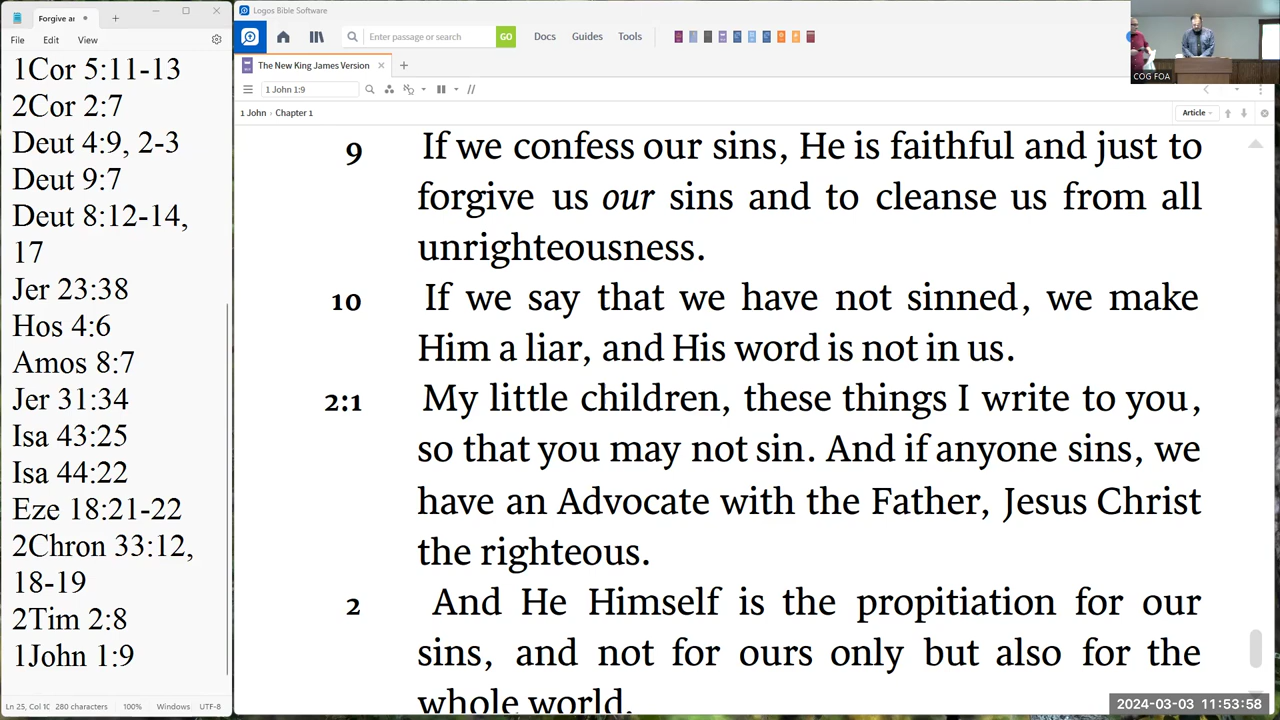 Forgive ar
File Edit View
1Cor 5:11-13
2Cor 2:7
Deut 4:9, 2-3
Deut 9:7
Deut 8:12-14,
17
Jer 23:38
Hos 4:6
Amos 8:7
Jer 31:34
Isa 43:25
Isa 44:22
Eze 18:21-22
2Chron 33:12,
18-19
2Tim 2:8
1John 1:9
Ln 25, Col 1( 280 characters 100% Windows UTF-8
Logos Bible Software
Enter passage or search GO Docs Guides Tools
The New King James Version
1 John 1:9
1 John › Chapter 1 Article
9 If we confess our sins, He is faithful and just to
forgive us our sins and to cleanse us from all
unrighteousness.
10 If we say that we have not sinned, we make
Him a liar, and His word is not in us.
2:1 My little children, these things I write to you,
so that you may not sin. And if anyone sins, we
have an Advocate with the Father, Jesus Christ
the righteous.
2 And He Himself is the propitiation for our
sins, and not for ours only but also for the
whole world.
COG FOA
2024-03-03 11:53:58